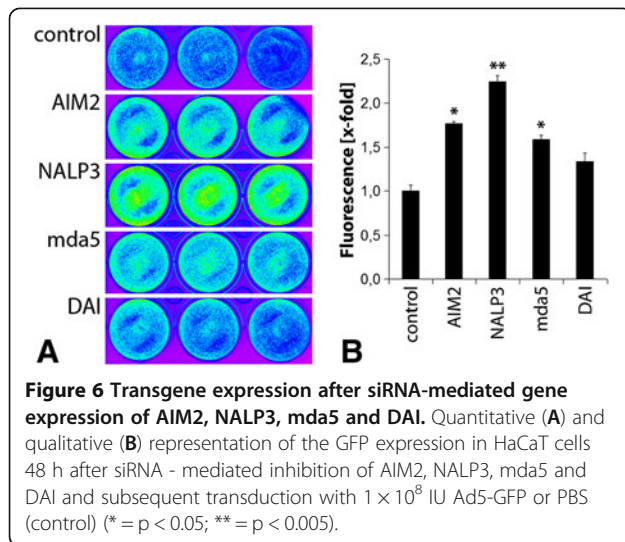 control
AIM2
NALP3
mda5
DAI
A
Fluorescence [x-fold]
2,5
2,0
1,5
1,0
0,5
0,0
*
**
*
control
AIM2
NALP3
mda5
DAI
B
Figure 6 Transgene expression after siRNA-mediated gene
expression of AIM2, NALP3, mda5 and DAI. Quantitative (A) and
qualitative (B) representation of the GFP expression in HaCaT cells
48 h after siRNA - mediated inhibition of AIM2, NALP3, mda5 and
DAI and subsequent transduction with 1 × 10⁸ IU Ad5-GFP or PBS
(control) (* = p < 0.05; ** = p < 0.005).